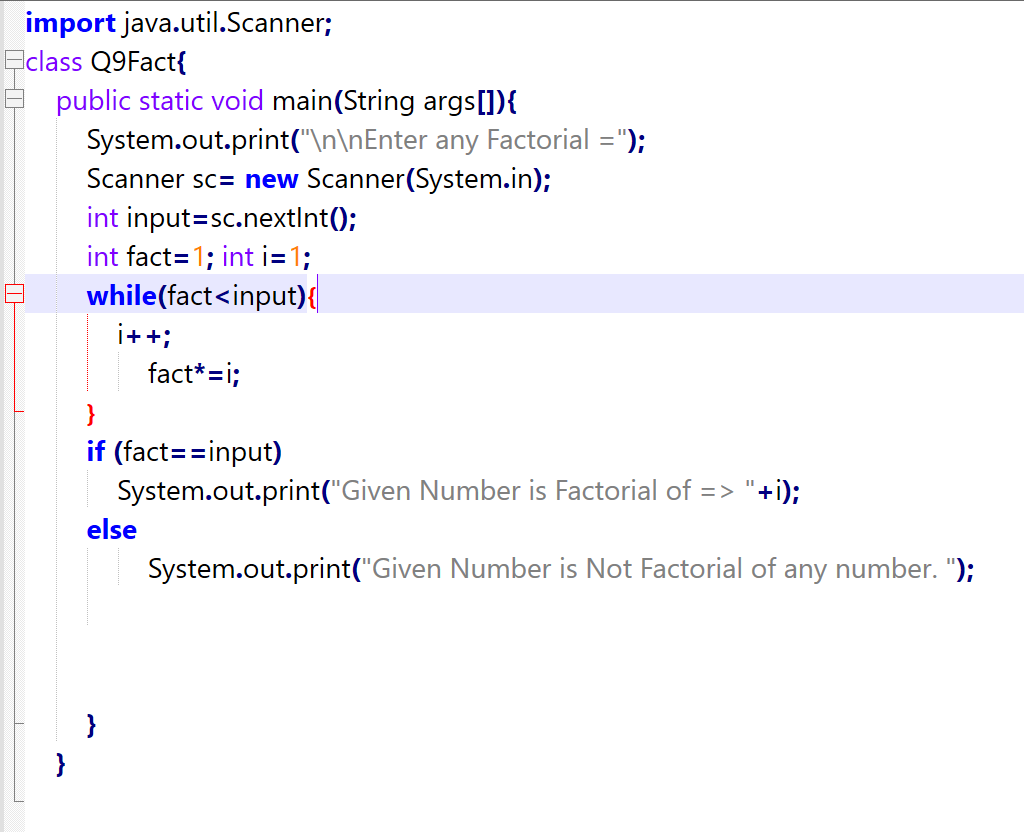 import java.util.Scanner;
class Q9Fact{
public static void main(String args[]){
System.out.print("\n\nEnter any Factorial =");
Scanner sc= new Scanner(System.in);
int input=sc.nextInt();
int fact=1; int i=1;
while(fact<input){
i++;
fact*=i;
}
if (fact==input)
System.out.print("Given Number is Factorial of => "+i);
else
System.out.print("Given Number is Not Factorial of any number. ");
}
}